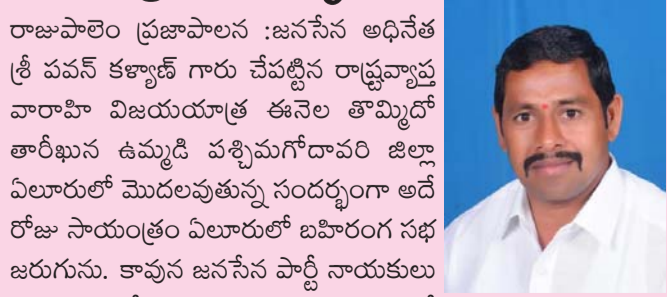 రాజుపాలెం ప్రజాపాలన :జనసేన అధినేత
శ్రీ పవన్ కళ్యాణ్ గారు చేపట్టిన రాష్ట్రవ్యాప్త
వారాహి విజయయాత్ర ఈనెల తొమ్మిదో
తారీఖున ఉమ్మడి పశ్చిమగోదావరి జిల్లా
ఏలూరులో మొదలవుతున్న సందర్భంగా అదే
రోజు సాయంత్రం ఏలూరులో బహిరంగ సభ
జరుగును. కావున జనసేన పార్టీ నాయకులు